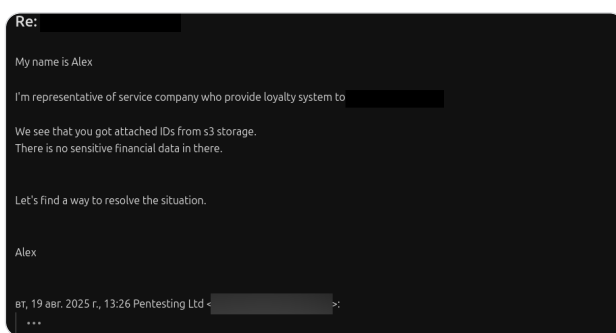 Re:
My name is Alex
I'm representative of service company who provide loyalty system to
We see that you got attached IDs from s3 storage.
There is no sensitive financial data in there.
Let's find a way to resolve the situation.
Alex
вт, 19 авг. 2025 г., 13:26 Pentesting Ltd < >:
•••